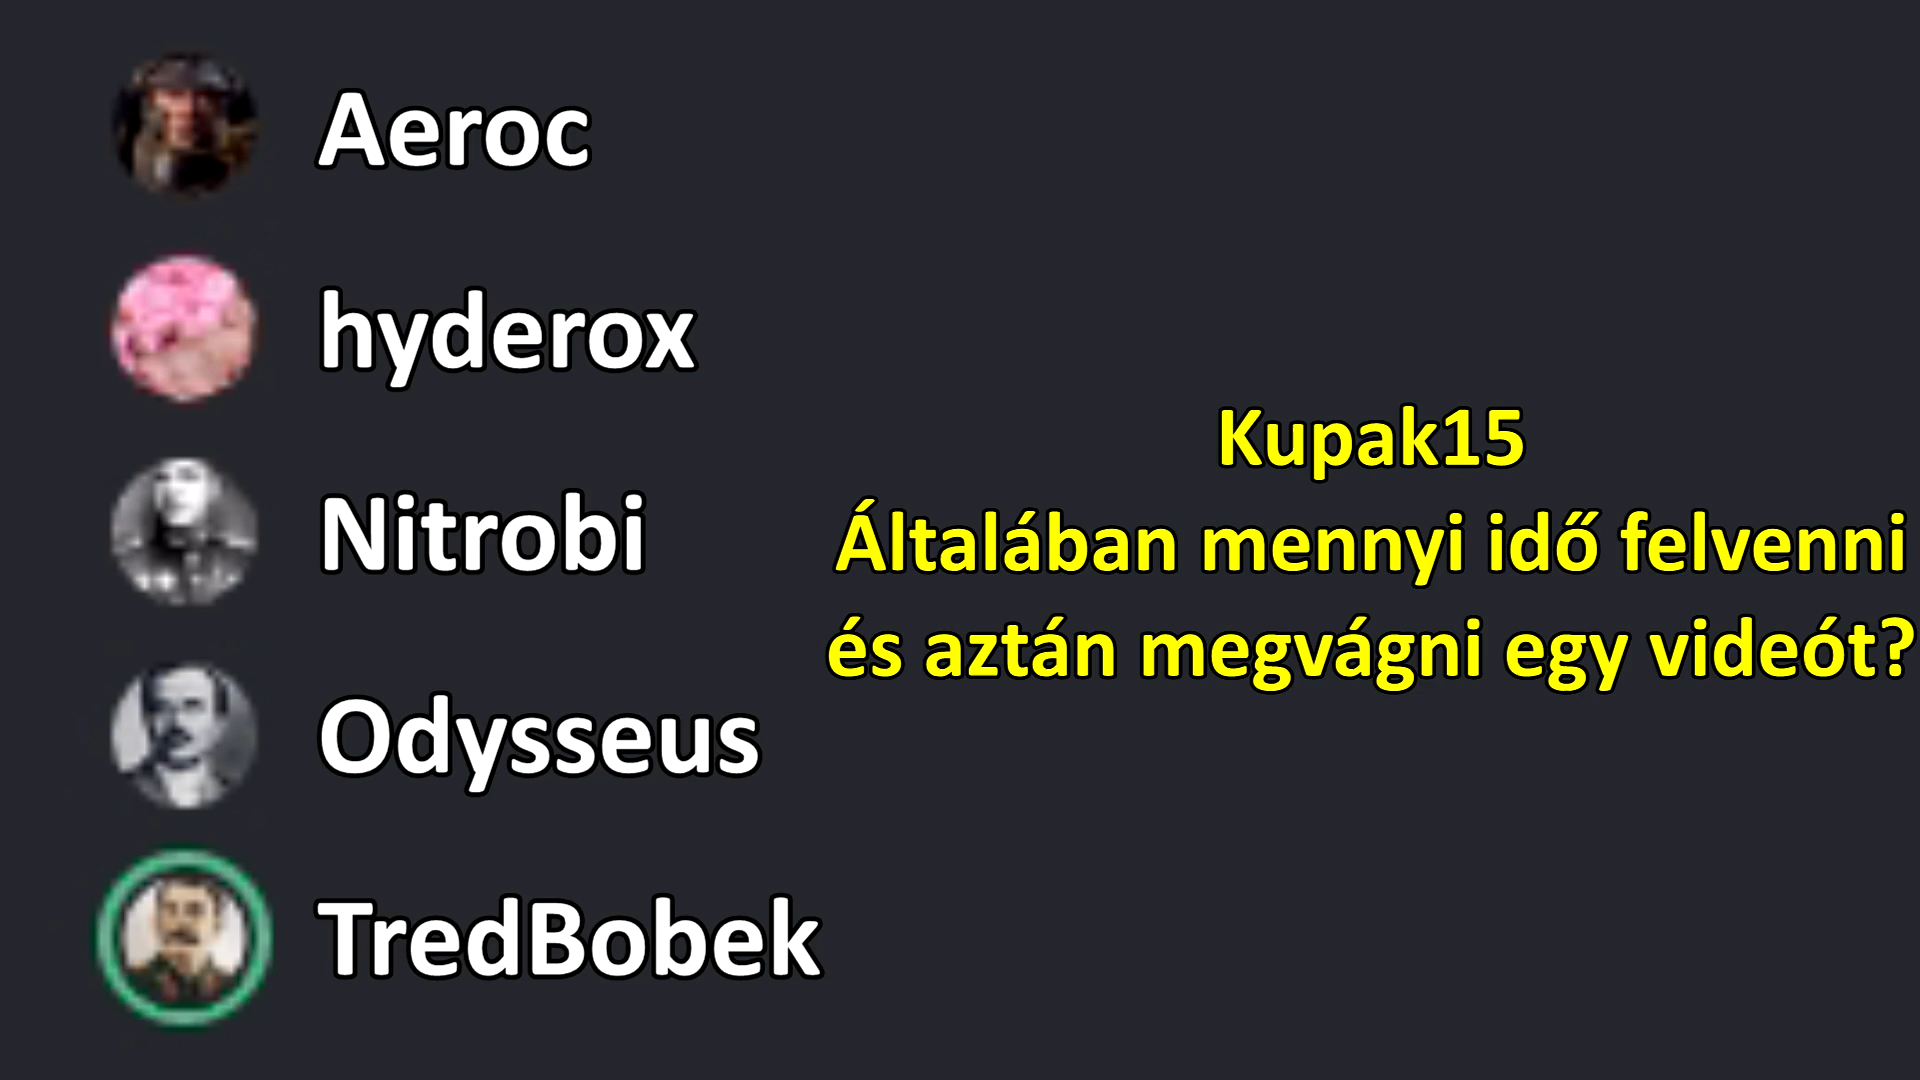 Aeroc
hyderox
Nitrobi
Odysseus
TredBobek
Kupak15
Általában mennyi idő felvenni
és aztán megvágni egy videót?